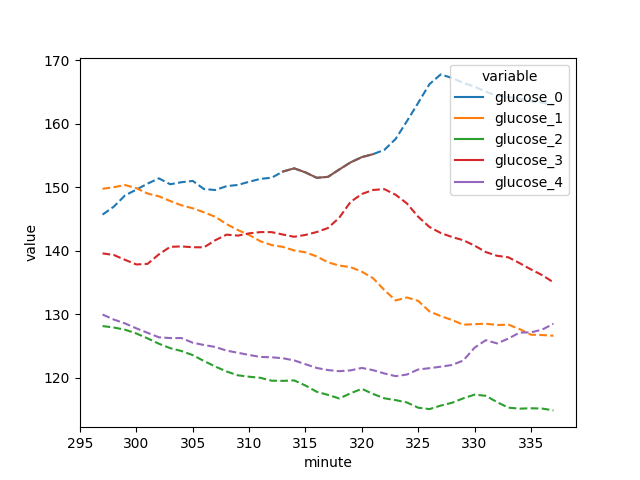 170
160
150
140
130
120
value
295
300
305
310
315
320
325
330
335
minute
variable
glucose_0
glucose_1
glucose_2
glucose_3
glucose_4